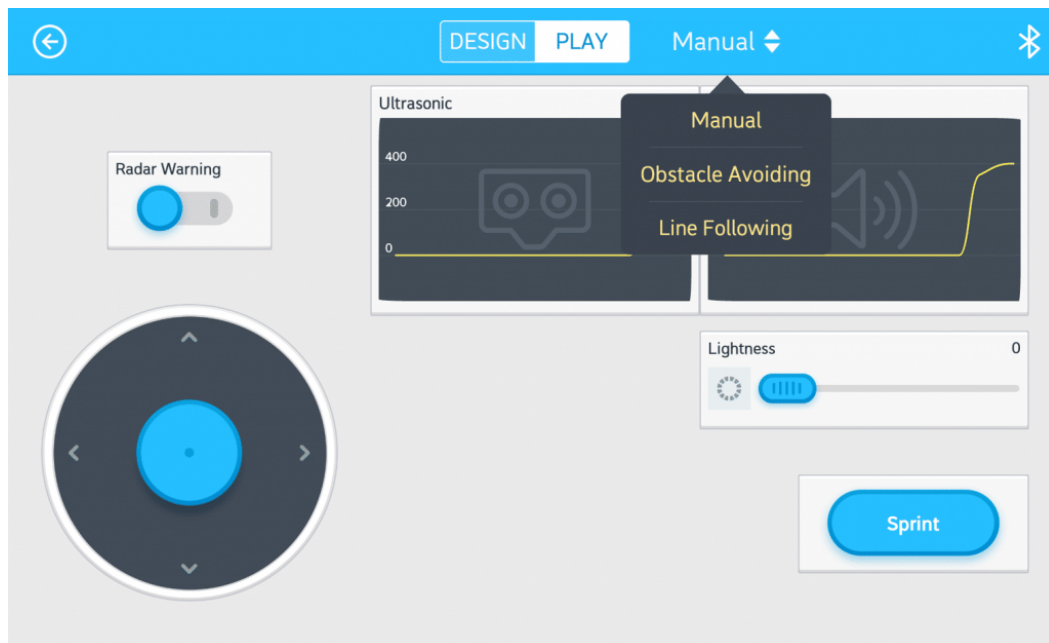 DESIGN PLAY Manual
Ultrasonic
Manual
Obstacle Avoiding
Line Following
400
200
0
Radar Warning
Lightness 0
Sprint